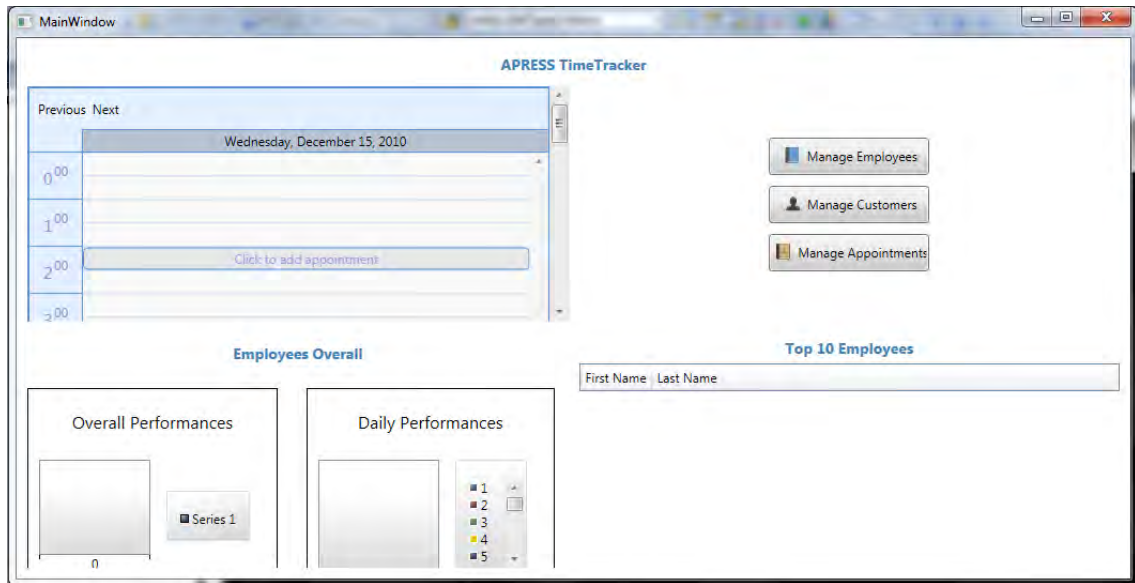 MainWindow
APRESS TimeTracker
Previous Next
Wednesday, December 15, 2010
0 00
1 00
2 00
Click to add appointment
3 00
Manage Employees
Manage Customers
Manage Appointments
Employees Overall
Top 10 Employees
First Name Last Name
Overall Performances
Daily Performances
Series 1
0
1
2
3
4
5